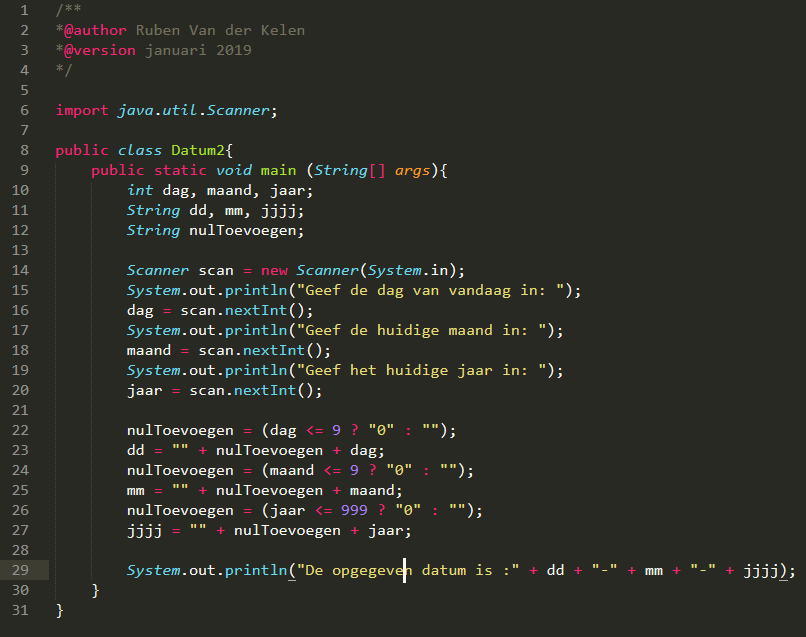 1 /**
2 *@author Ruben Van der Kelen
3 *@version januari 2019
4 */
5
6 import java.util.Scanner;
7
8 public class Datum2{
9 public static void main (String[] args){
10 int dag, maand, jaar;
11 String dd, mm, jjjj;
12 String nulToevoegen;
13
14 Scanner scan = new Scanner(System.in);
15 System.out.println("Geef de dag van vandaag in: ");
16 dag = scan.nextInt();
17 System.out.println("Geef de huidige maand in: ");
18 maand = scan.nextInt();
19 System.out.println("Geef het huidige jaar in: ");
20 jaar = scan.nextInt();
21
22 nulToevoegen = (dag <= 9 ? "0" : "");
23 dd = "" + nulToevoegen + dag;
24 nulToevoegen = (maand <= 9 ? "0" : "");
25 mm = "" + nulToevoegen + maand;
26 nulToevoegen = (jaar <= 999 ? "0" : "");
27 jjjj = "" + nulToevoegen + jaar;
28
29 System.out.println("De opgegeven datum is :" + dd + "-" + mm + "-" + jjjj);
30 }
31 }